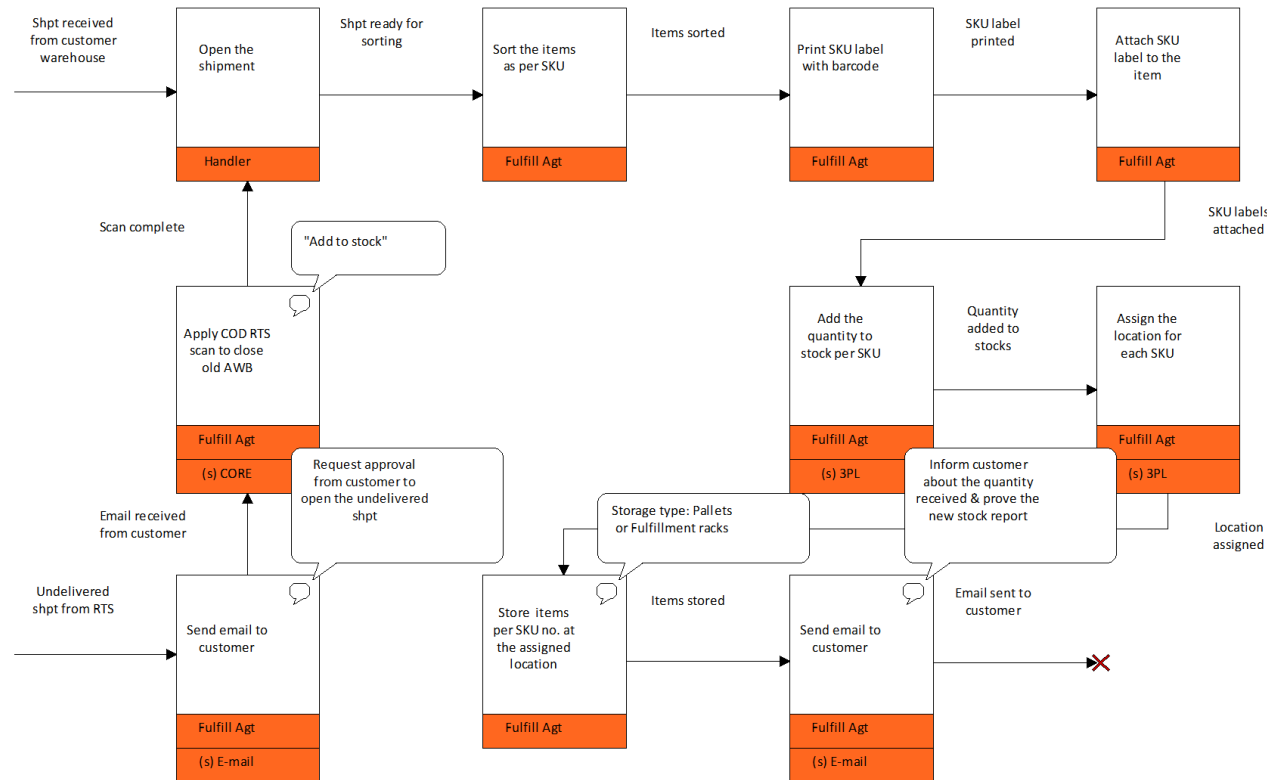 Shpt received
from customer
warehouse
Open the
shipment
Handler
Shpt ready for
sorting
Sort the items
as per SKU
Fulfill Agt
Items sorted
Print SKU label
with barcode
Fulfill Agt
SKU label
printed
Attach SKU
label to the
item
Fulfill Agt
SKU labels
attached
Scan complete
"Add to stock"
Apply COD RTS
scan to close
old AWB
Fulfill Agt
(s) CORE
Add the
quantity to
stock per SKU
Fulfill Agt
(s) 3PL
Quantity
added to
stocks
Assign the
location for
each SKU
Fulfill Agt
(s) 3PL
Location
assigned
Email received
from customer
Request approval
from customer to
open the undelivered
shpt
Undelivered
shpt from RTS
Send email to
customer
Fulfill Agt
(s) E-mail
Storage type: Pallets
or Fulfillment racks
Store items
per SKU no. at
the assigned
location
Fulfill Agt
Items stored
Inform customer
about the quantity
received & prove the
new stock report
Send email to
customer
Fulfill Agt
(s) E-mail
Email sent to
customer